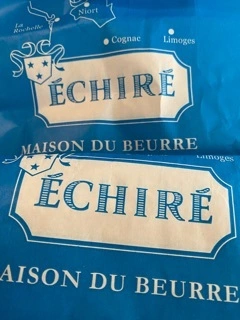 Niort
La
Rochelle
Cognac Limoges
ÉCHIRÉ
MAISON DU BEURRE
Limoges
ÉCHIRÉ
AISON DU BEURRE